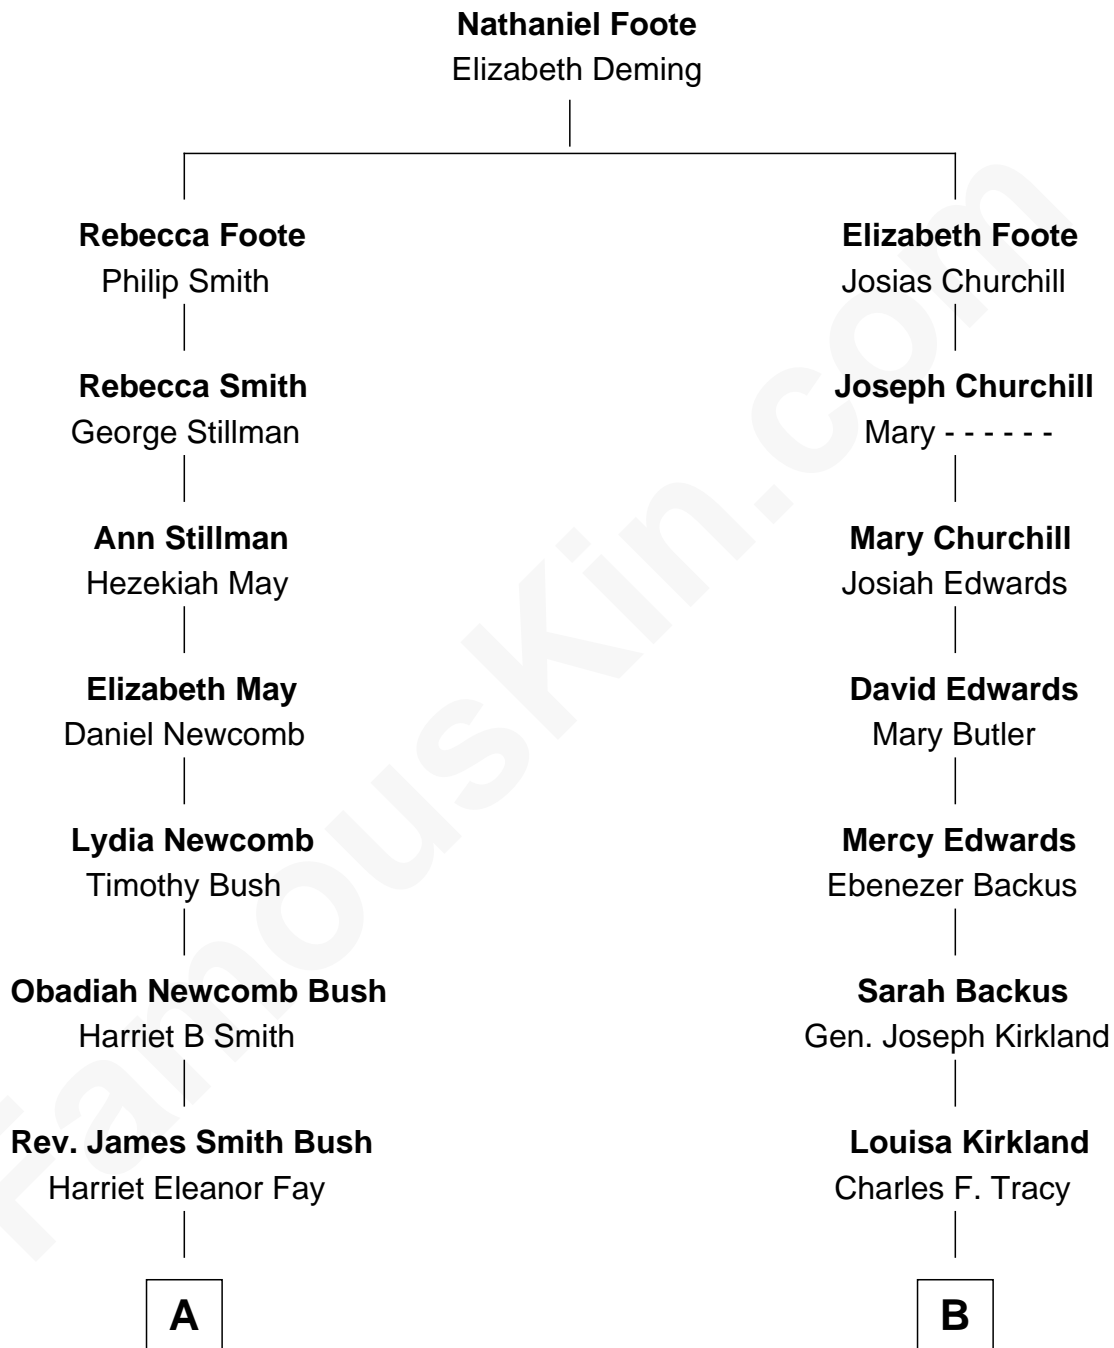 Nathaniel Foote
Elizabeth Deming
Rebecca Foote
Philip Smith
Elizabeth Foote
Josias Churchill
Rebecca Smith
George Stillman
Joseph Churchill
Mary - - - - - -
Ann Stillman
Hezekiah May
Mary Churchill
Josiah Edwards
Elizabeth May
Daniel Newcomb
David Edwards
Mary Butler
Lydia Newcomb
Timothy Bush
Mercy Edwards
Ebenezer Backus
Obadiah Newcomb Bush
Harriet B Smith
Sarah Backus
Gen. Joseph Kirkland
Rev. James Smith Bush
Harriet Eleanor Fay
Louisa Kirkland
Charles F. Tracy
A
B
FamousKin.com